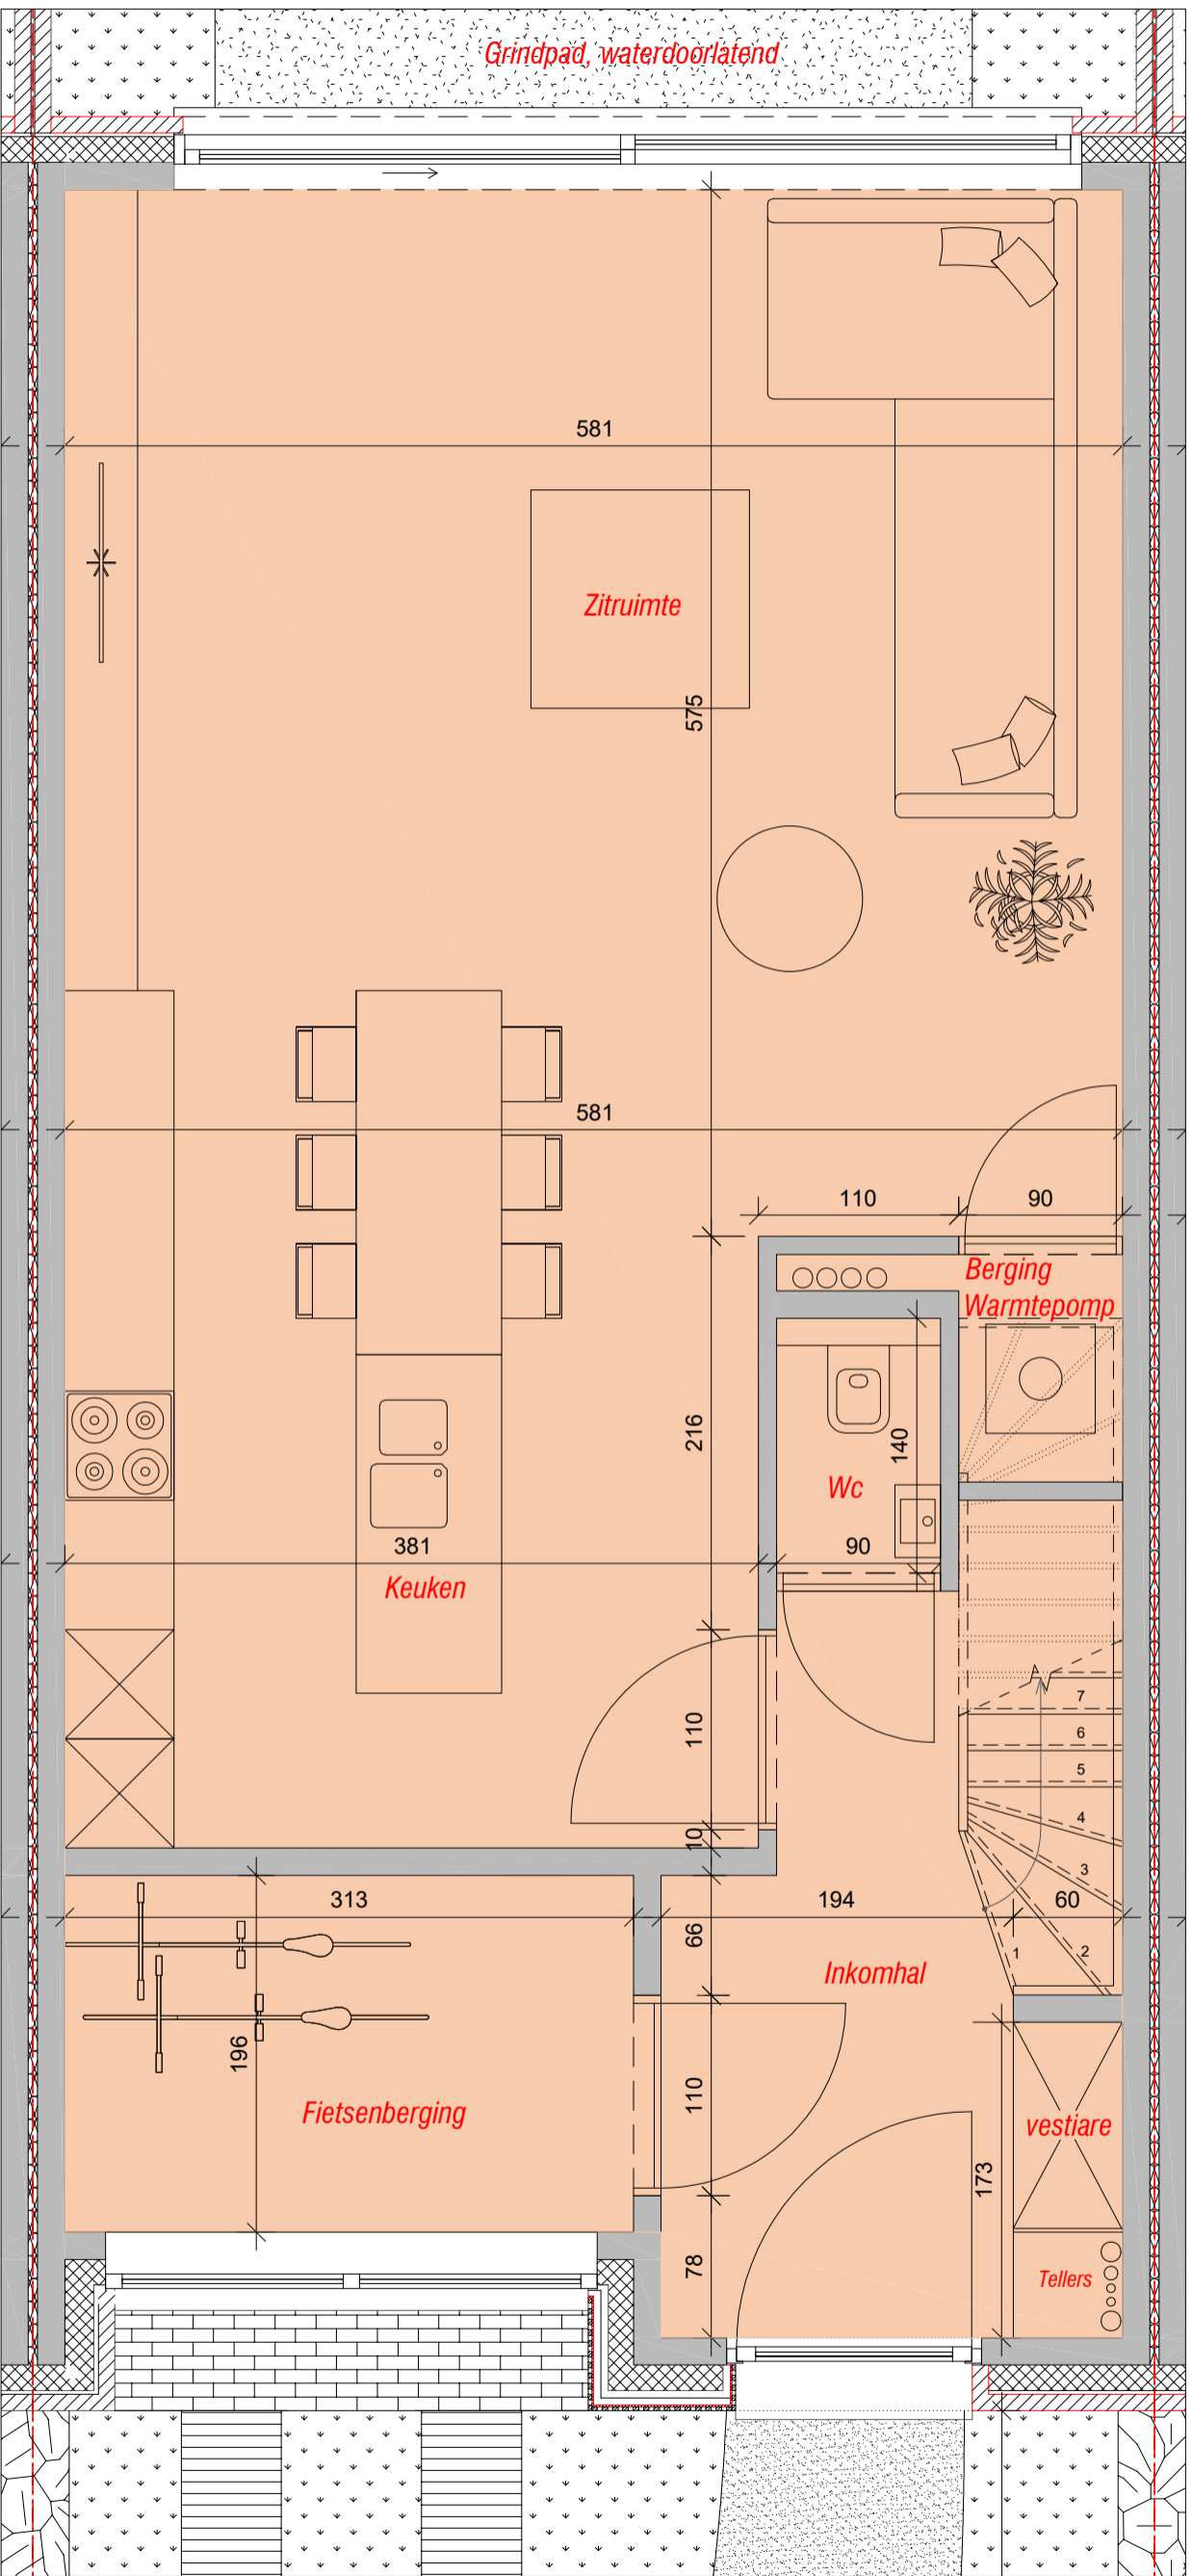 Grindpad, waterdoorlatend
581
Zitruimte
575
581
110
90
Berging
Warmtepomp
216
140
Wc
381
90
Keuken
7
6
110
5
4
10
3
313
194
60
66
1
2
Inkomhal
196
110
Fietsenberging
vestiare
173
78
Tellers